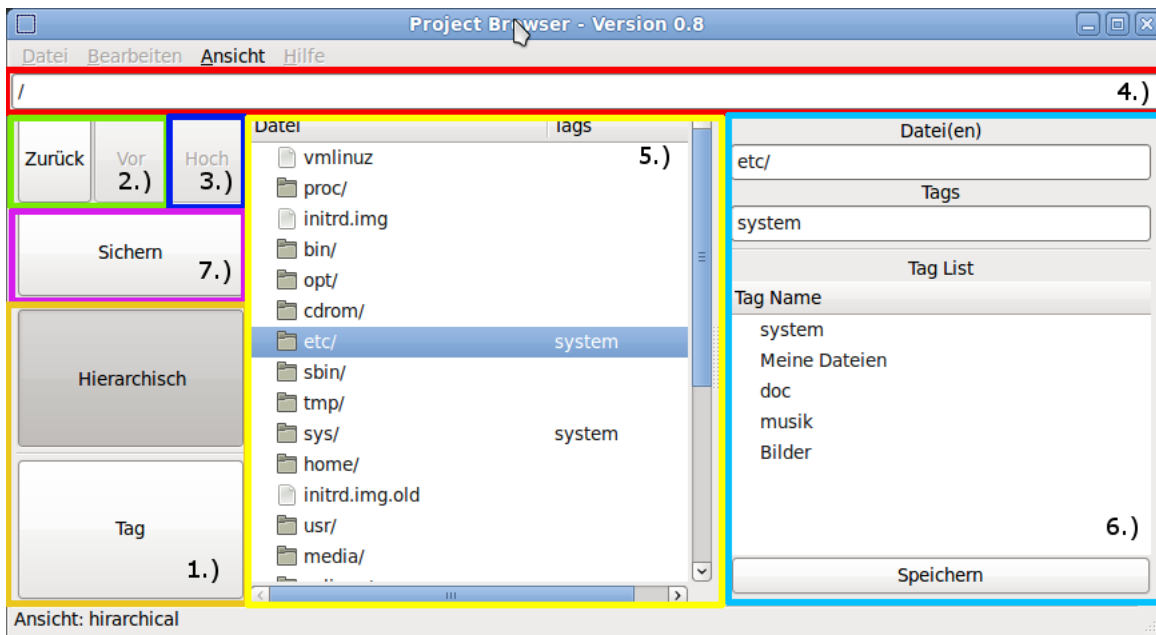 Project Browser - Version 0.8
Datei Bearbeiten Ansicht Hilfe
/ 4.)
Zurück Vor Hoch
2.) 3.)
Sichern
7.)
Hierarchisch
Tag
1.)
Datei Tags
5.)
vmlinuz
proc/
initrd.img
bin/
opt/
cdrom/
etc/ system
sbin/
tmp/
sys/ system
home/
initrd.img.old
usr/
media/
Datei(en)
etc/
Tags
system
Tag List
Tag Name
system
Meine Dateien
doc
musik
Bilder
6.)
Speichern
Ansicht: hirarchical